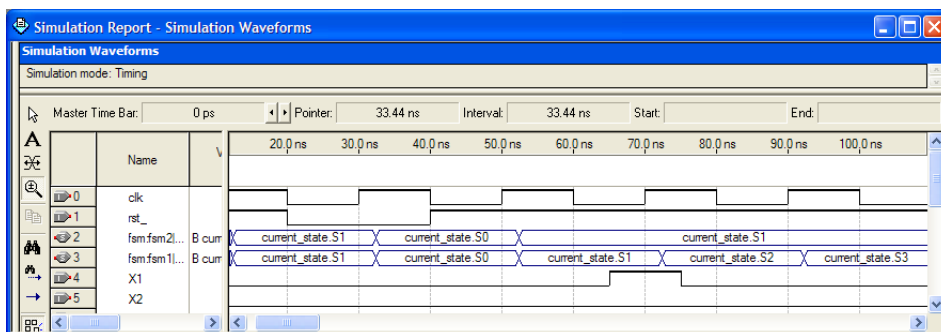 Simulation Report - Simulation Waveforms
Simulation Waveforms
Simulation mode: Timing
Master Time Bar: 0 ps Pointer: 33.44 ns Interval: 33.44 ns Start: End:
Name V 20.0 ns 30.0 ns 40.0 ns 50.0 ns 60.0 ns 70.0 ns 80.0 ns 90.0 ns 100.0 ns
0 clk
1 rst_
2 fsm:fsm2|... B curr current_state.S1 current_state.S0 current_state.S1
3 fsm:fsm1|... B curr current_state.S1 current_state.S0 current_state.S1 current_state.S2 current_state.S3
4 X1
5 X2